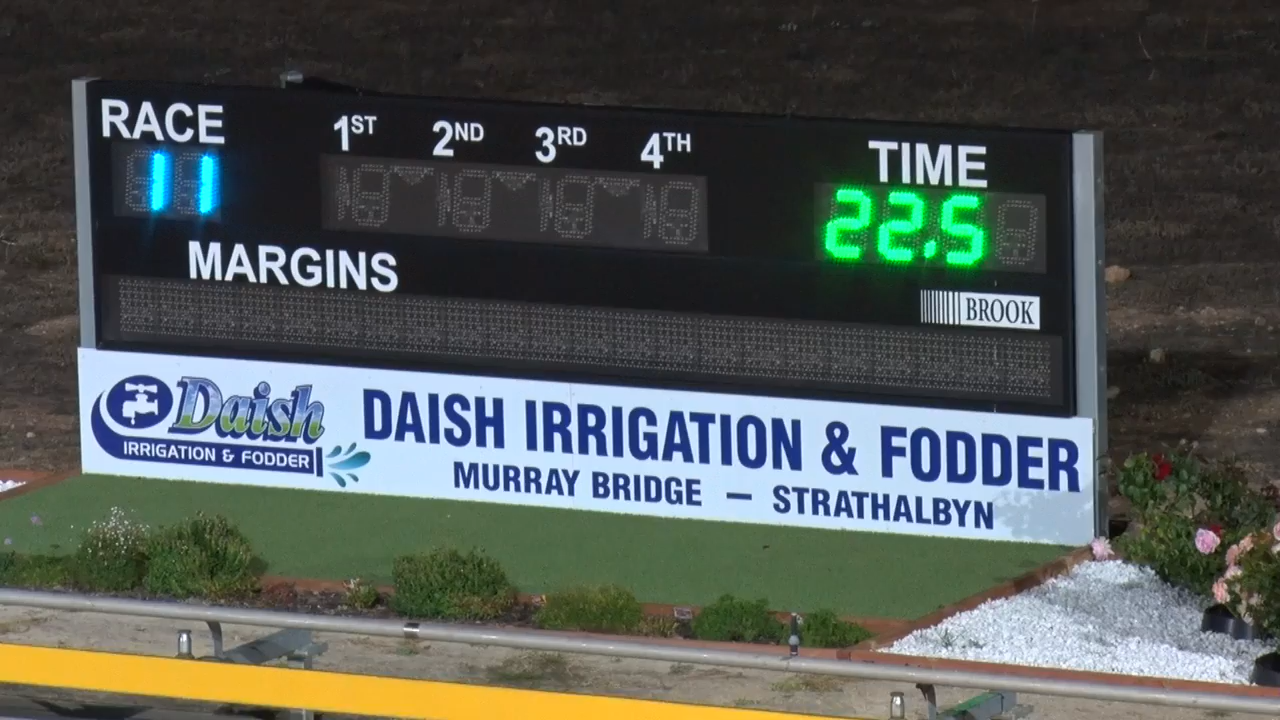 RACE 1ST 2ND 3RD 4TH TIME
11 22.5
MARGINS
BROOK
Daish
IRRIGATION & FODDER
DAISH IRRIGATION & FODDER
MURRAY BRIDGE — STRATHALBYN